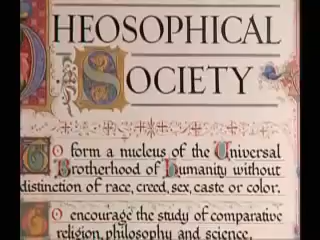 THEOSOPHICAL
SOCIETY
To form a nucleus of the Universal
Brotherhood of Humanity without
distinction of race, creed, sex, caste or color.
To encourage the study of comparative
religion, philosophy and science.